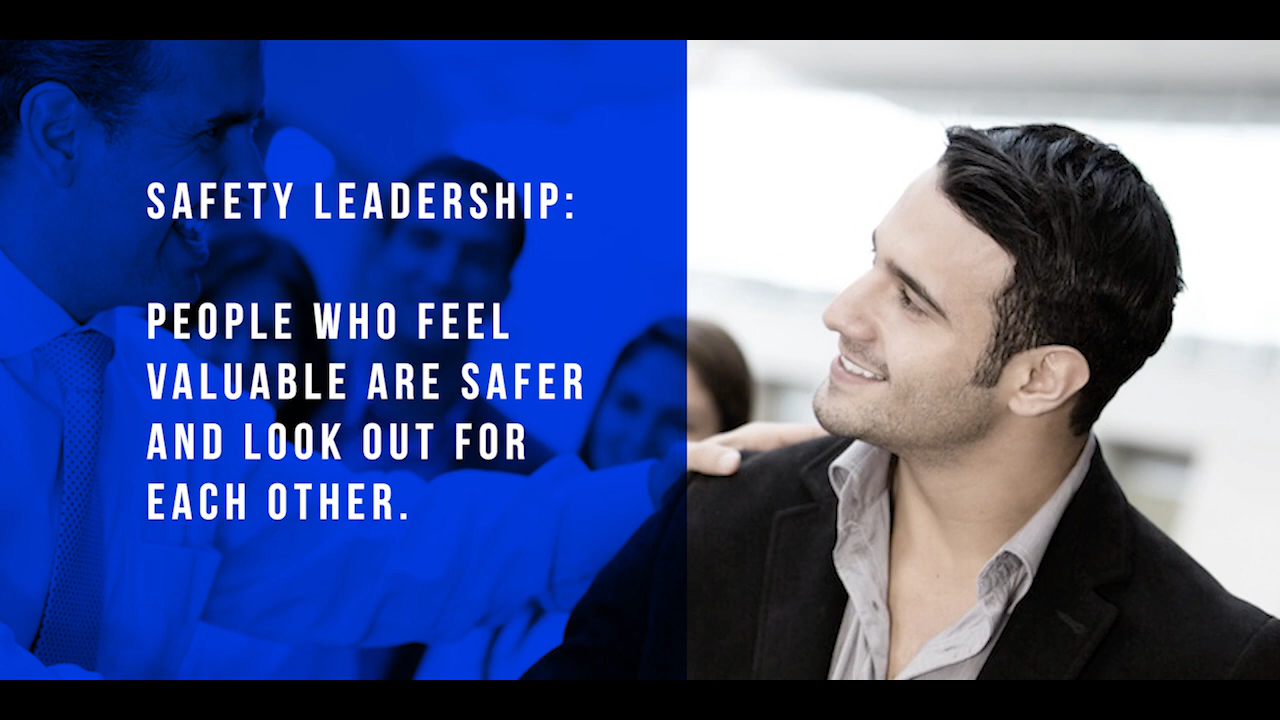 SAFETY LEADERSHIP:
PEOPLE WHO FEEL
VALUABLE ARE SAFER
AND LOOK OUT FOR
EACH OTHER.